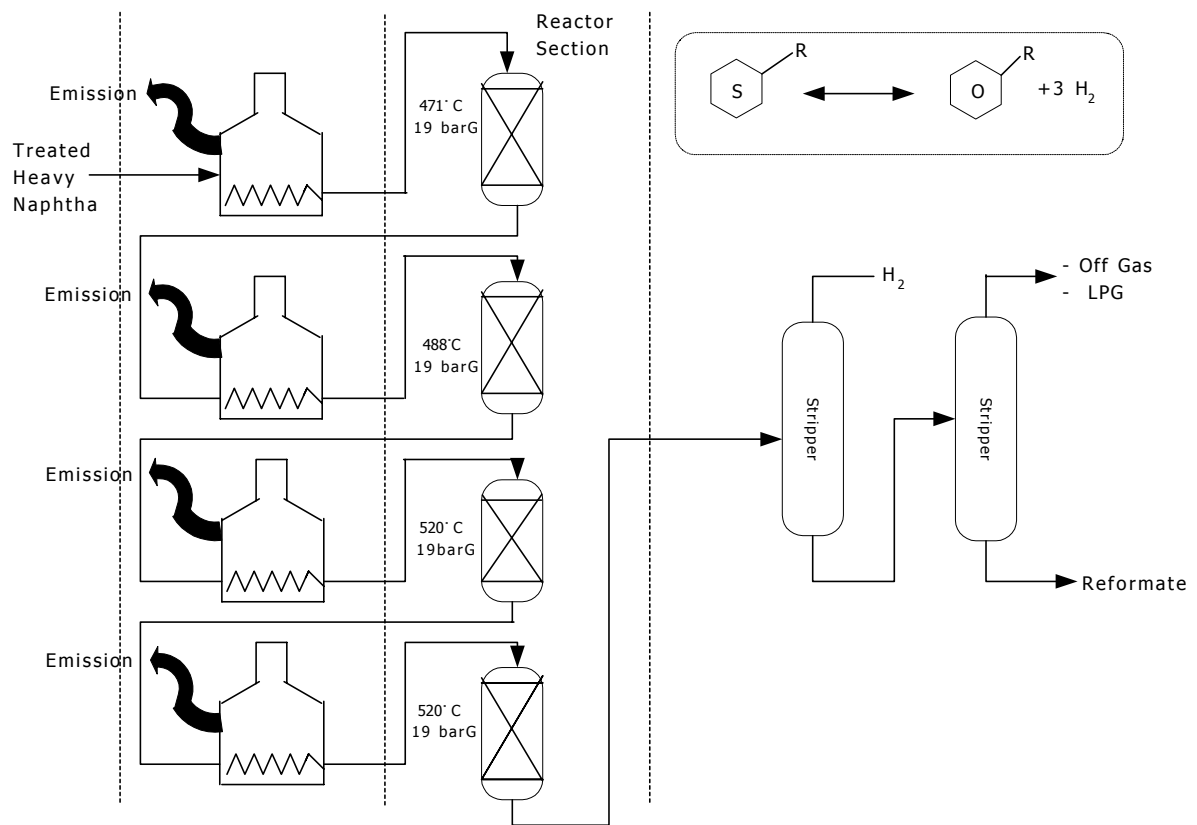 Reactor
Section
S
R
O
R
+3 H₂
Emission
Treated
Heavy
Naphtha
471°C
19 barG
Emission
488°C
19 barG
H₂
- Off Gas
- LPG
Stripper
Stripper
Emission
520°C
19barG
Reformate
Emission
520°C
19 barG